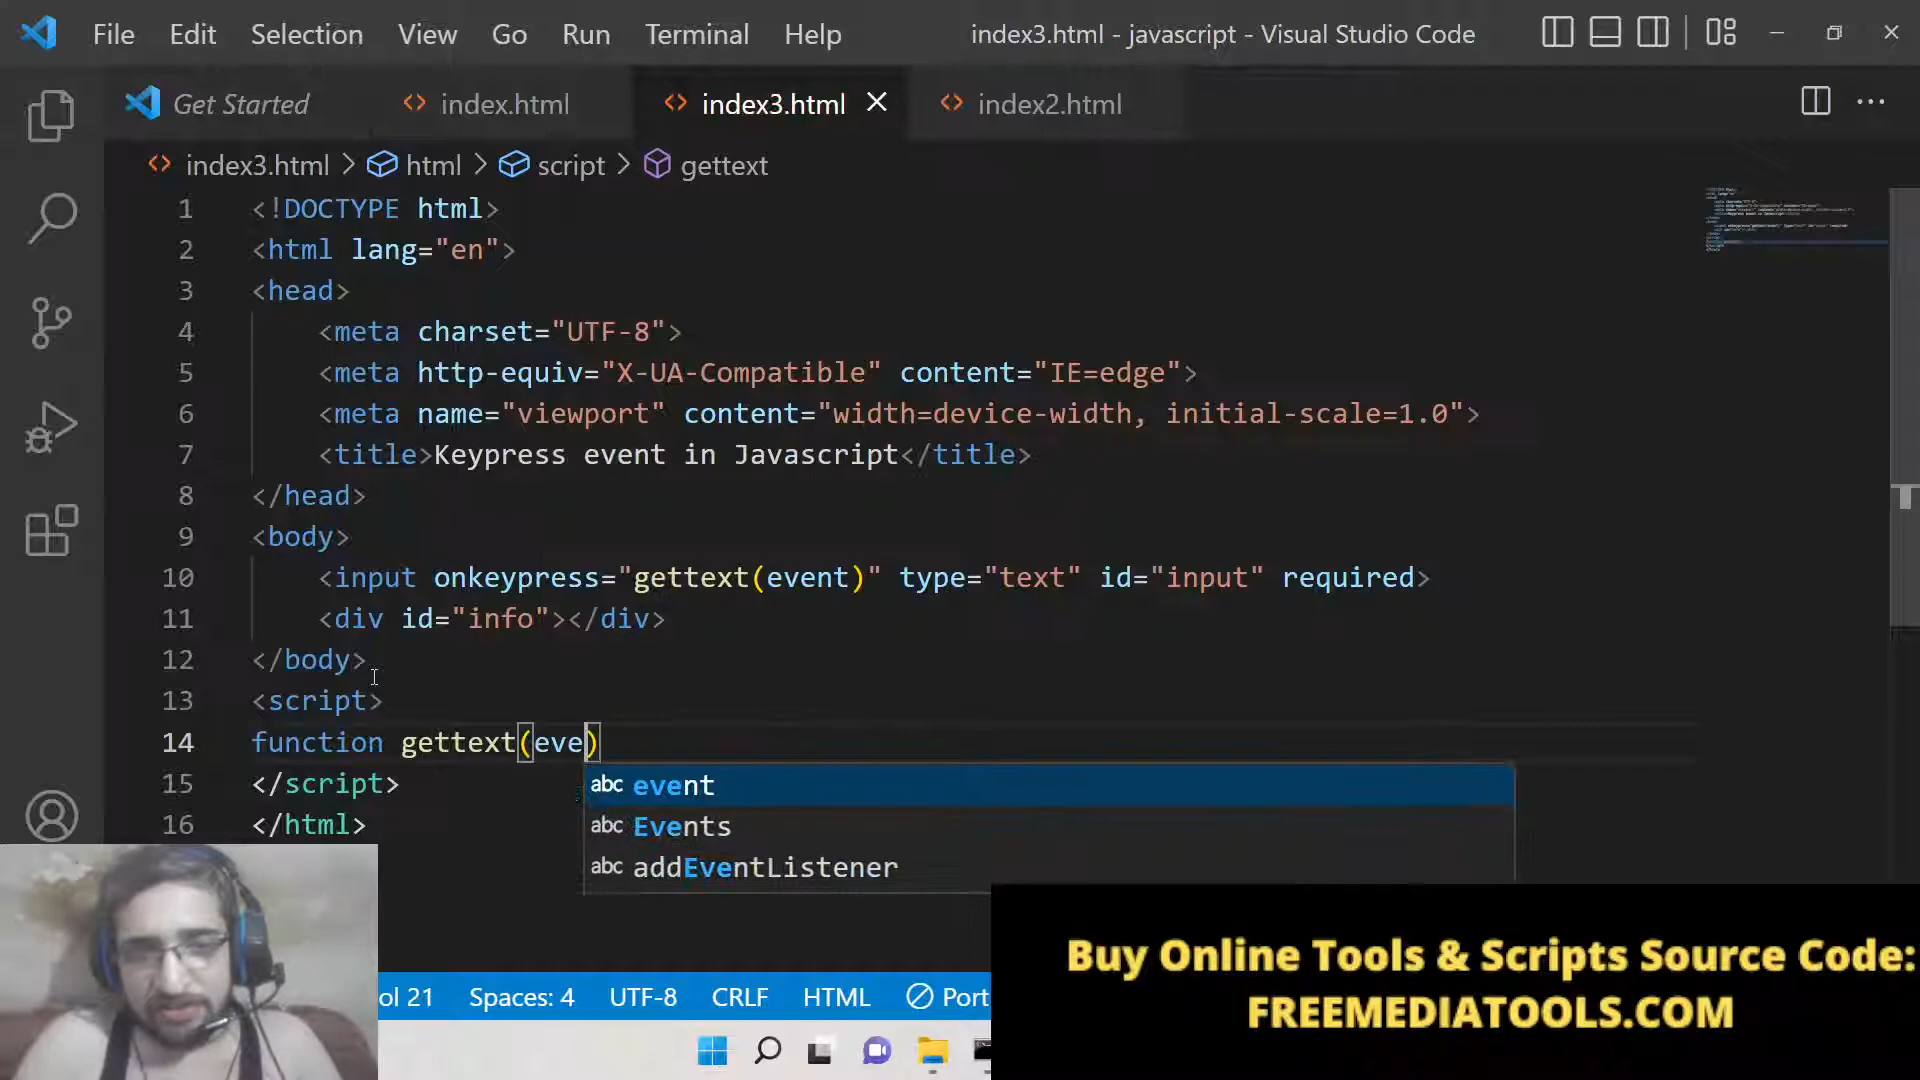 File Edit Selection View Go Run Terminal Help index3.html - javascript - Visual Studio Code
Get Started index.html index3.html index2.html
index3.html > html > script > gettext
1 <!DOCTYPE html>
2 <html lang="en">
3 <head>
4 <meta charset="UTF-8">
5 <meta http-equiv="X-UA-Compatible" content="IE=edge">
6 <meta name="viewport" content="width=device-width, initial-scale=1.0">
7 <title>Keypress event in Javascript</title>
8 </head>
9 <body>
10 <input onkeypress="gettext(event)" type="text" id="input" required>
11 <div id="info"></div>
12 </body>
13 <script>
14 function gettext(eve)
15 </script>
16 </html>
abc event
abc Events
abc addEventListener
Buy Online Tools & Scripts Source Code:
FREEMEDIATOOLS.COM
ol 21 Spaces: 4 UTF-8 CRLF HTML Port